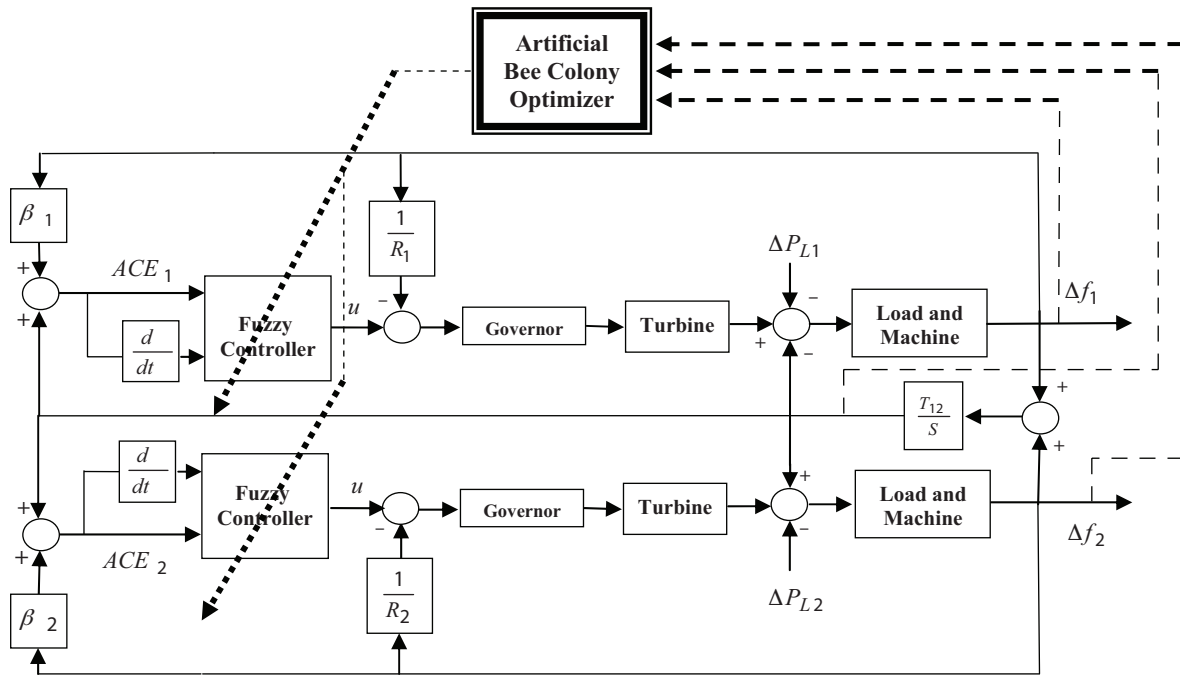 Artificial
Bee Colony
Optimizer
β 1
1
R1
ΔPL1
+
ACE 1
−
−
Δf1
+
Fuzzy
Controller
u
Governor
Turbine
Load and
Machine
d
dt
+
−
+
T12
S
+
d
dt
Fuzzy
Controller
u
Governor
Turbine
+
Load and
Machine
+
+
−
−
ACE 2
Δf2
β 2
1
R2
ΔPL2